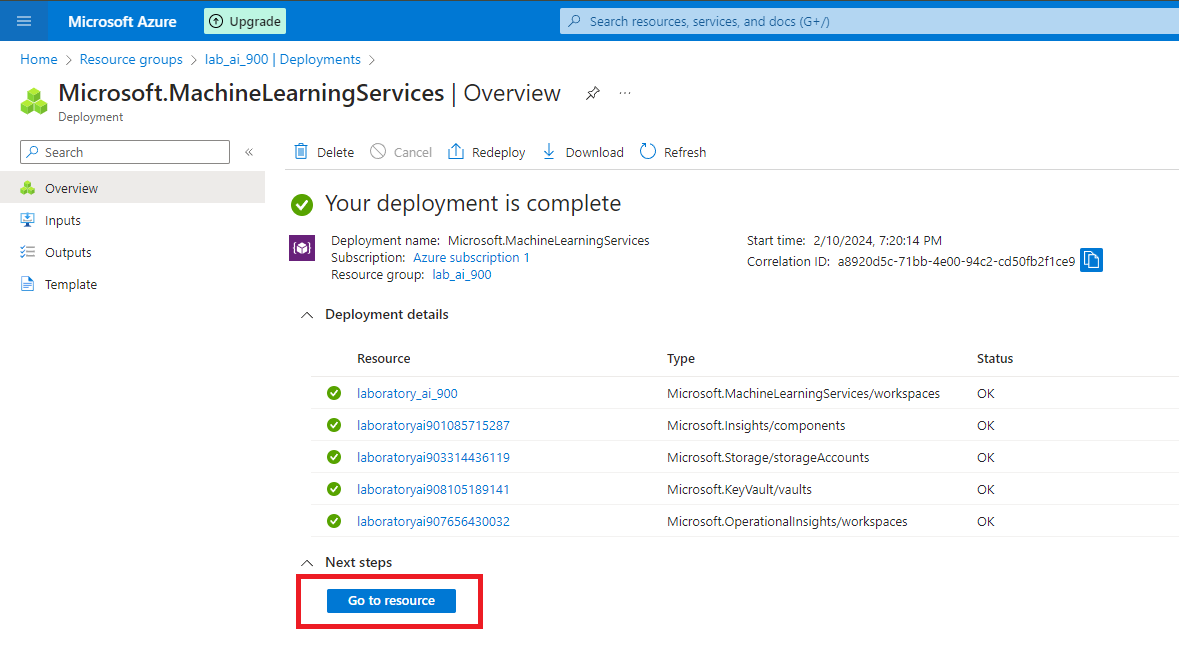 Microsoft Azure Upgrade Search resources, services, and docs (G+/)
Home > Resource groups > lab_ai_900 | Deployments >
Microsoft.MachineLearningServices | Overview ...
Deployment
Search «
Delete Cancel Redeploy Download Refresh
Overview
Inputs
Outputs
Template
Your deployment is complete
Deployment name: Microsoft.MachineLearningServices
Subscription: Azure subscription 1
Resource group: lab_ai_900
Start time: 2/10/2024, 7:20:14 PM
Correlation ID: a8920d5c-71bb-4e00-94c2-cd50fb2f1ce9
Deployment details
Resource Type Status
laboratory_ai_900 Microsoft.MachineLearningServices/workspaces OK
laboratoryai901085715287 Microsoft.Insights/components OK
laboratoryai903314436119 Microsoft.Storage/storageAccounts OK
laboratoryai908105189141 Microsoft.KeyVault/vaults OK
laboratoryai907656430032 Microsoft.OperationalInsights/workspaces OK
Next steps
Go to resource